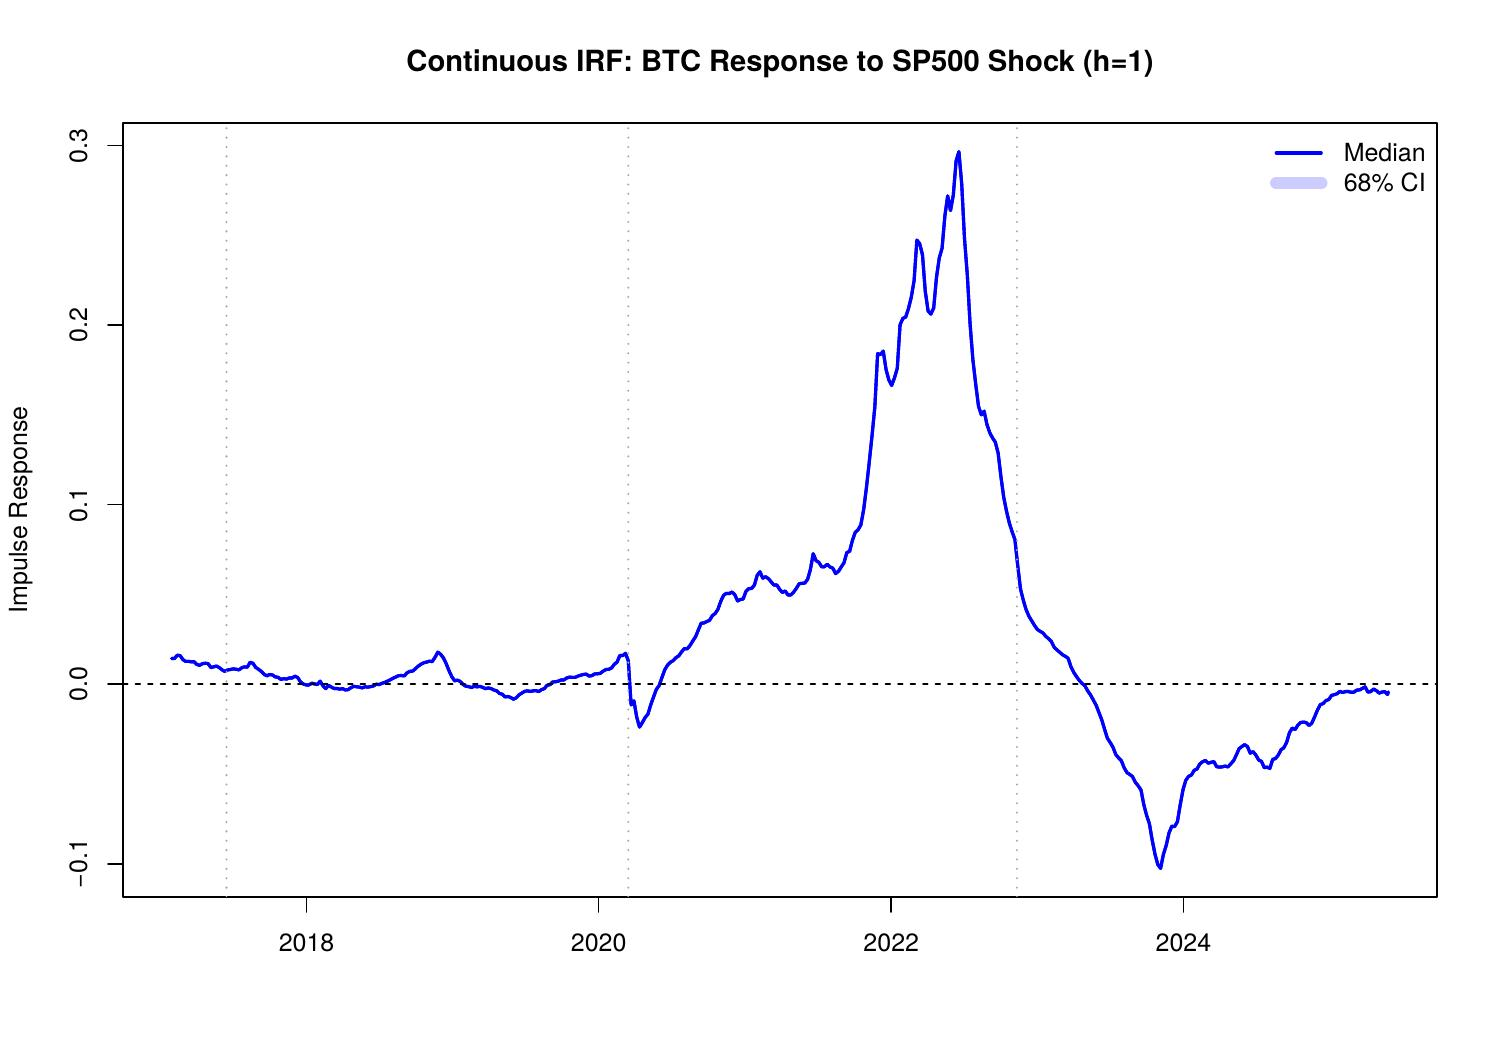 Continuous IRF: BTC Response to SP500 Shock (h=1)
Median
68% CI
Impulse Response
0.3
0.2
0.1
0.0
−0.1
2018
2020
2022
2024